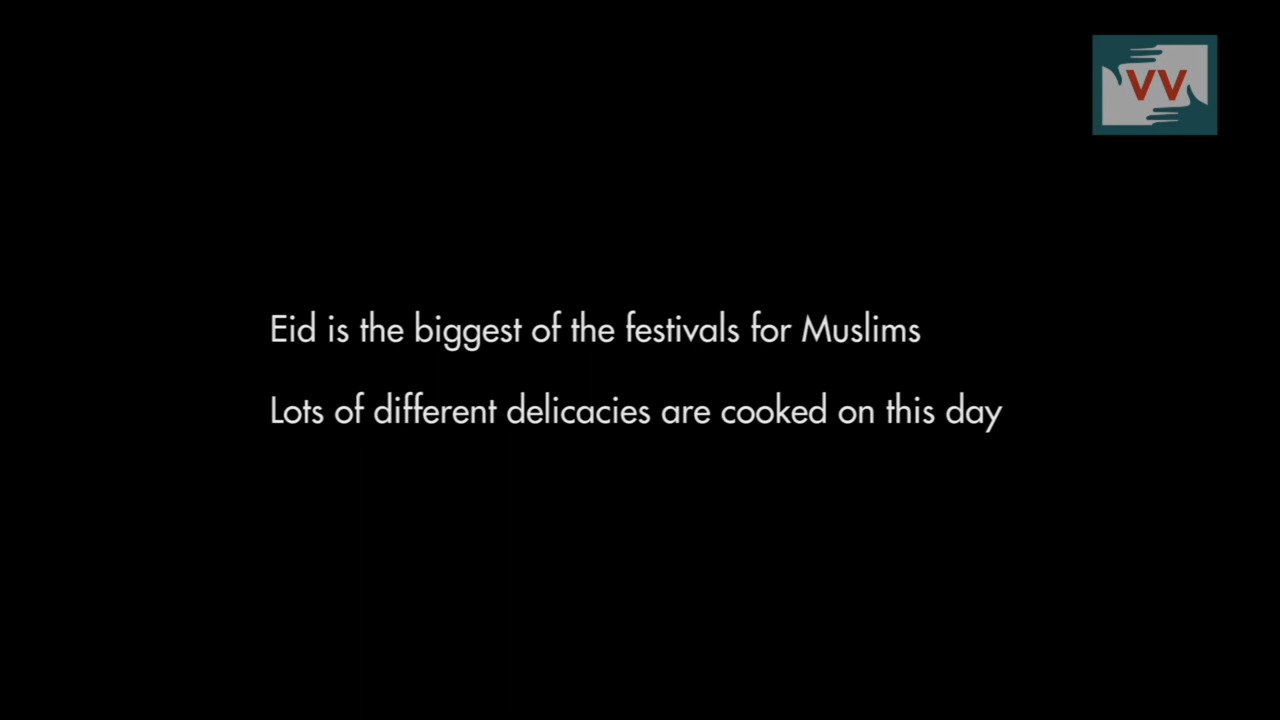 VV
Eid is the biggest of the festivals for Muslims
Lots of different delicacies are cooked on this day